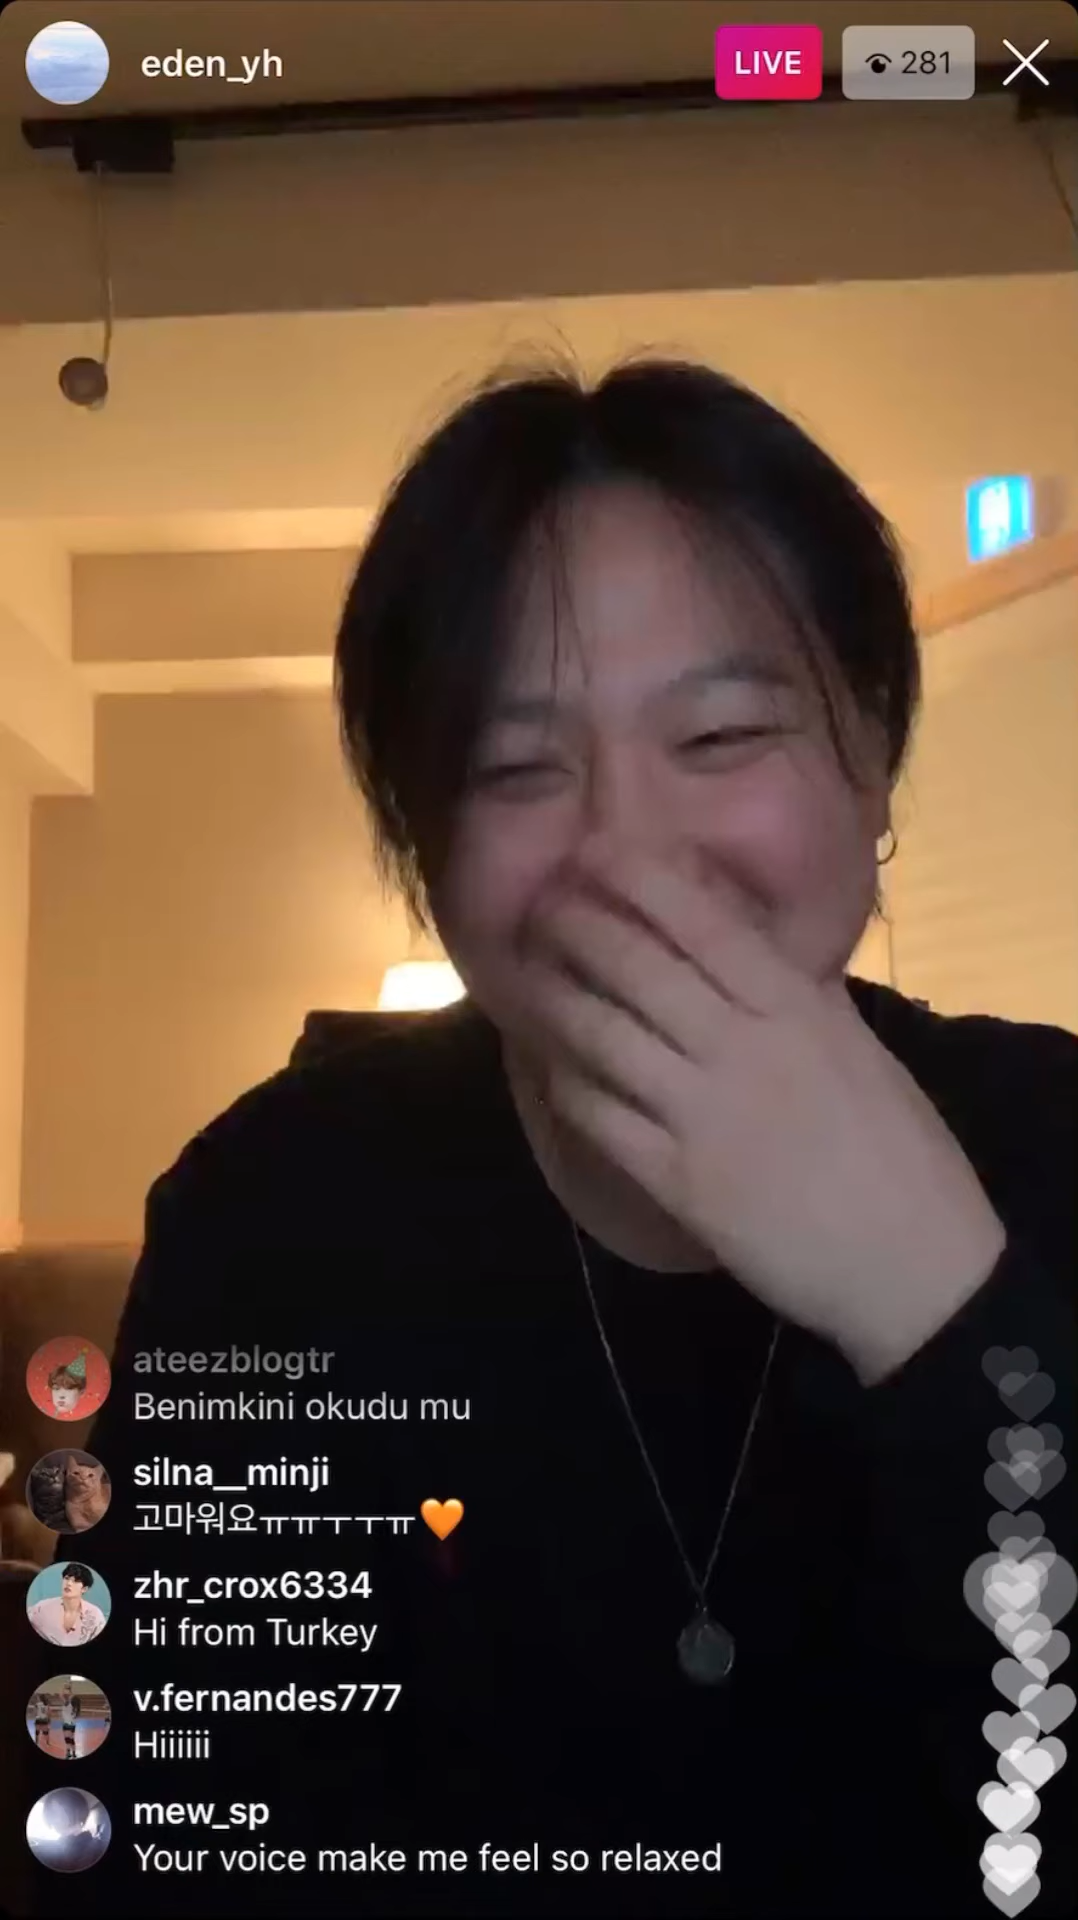 eden_yh
LIVE
281
ateezblogtr
Benimkini okudu mu
silna__minji
고마워요ㅠㅠㅜㅜㅠ🧡
zhr_crox6334
Hi from Turkey
v.fernandes777
Hiiiiii
mew_sp
Your voice make me feel so relaxed